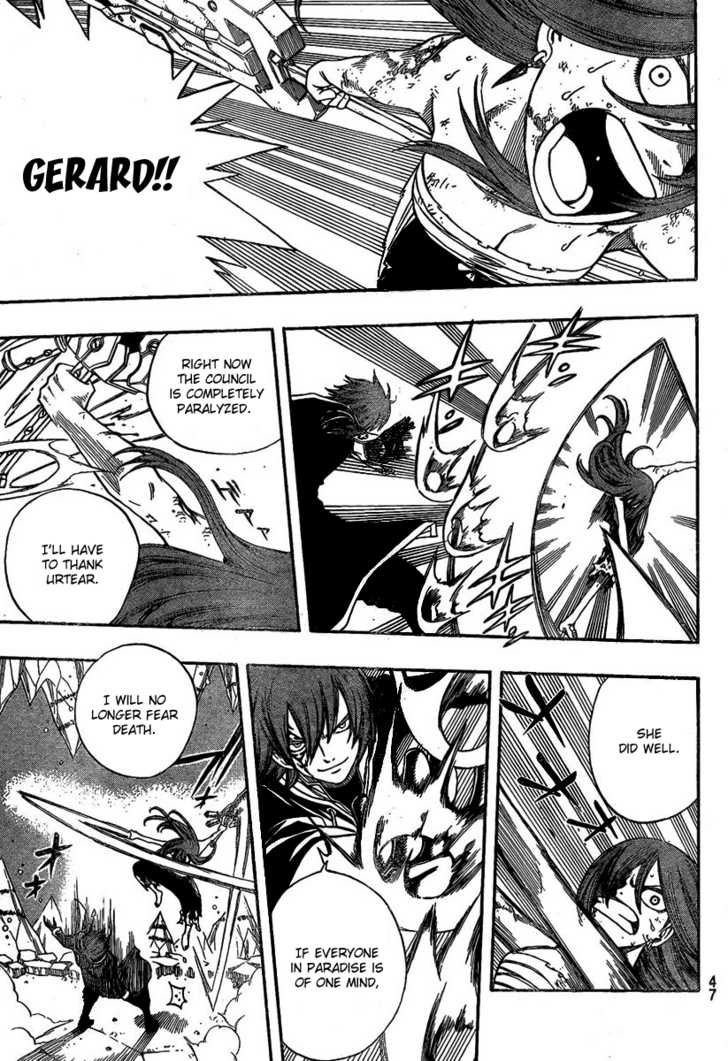 GERARD!!
RIGHT NOW
THE COUNCIL
IS COMPLETELY
PARALYZED.
I'LL HAVE
TO THANK
URTEAR.
SHE
DID WELL.
IF EVERYONE
IN PARADISE IS
OF ONE MIND,
I WILL NO
LONGER FEAR
DEATH.
47